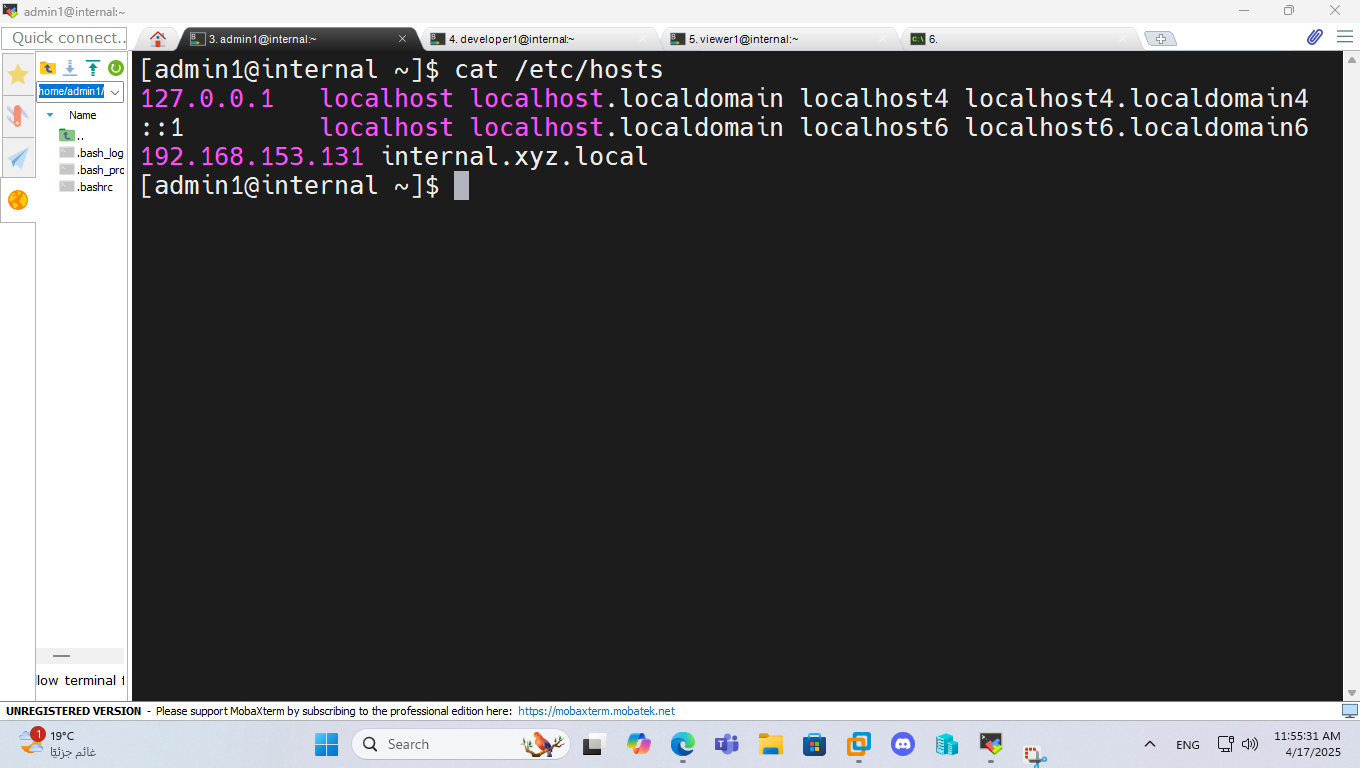 admin1@internal:~
Quick connect..
3. admin1@internal:~
4. developer1@internal:~
5. viewer1@internal:~
6.
home/admin1/
Name
..
.bash_log
.bash_pro
.bashrc
[admin1@internal ~]$ cat /etc/hosts
127.0.0.1   localhost localhost.localdomain localhost4 localhost4.localdomain4
::1         localhost localhost.localdomain localhost6 localhost6.localdomain6
192.168.153.131 internal.xyz.local
[admin1@internal ~]$
low terminal f
UNREGISTERED VERSION - Please support MobaXterm by subscribing to the professional edition here: https://mobaxterm.mobatek.net
1
19°C
غائم جزئيًا
Search
ENG
11:55:31 AM
4/17/2025